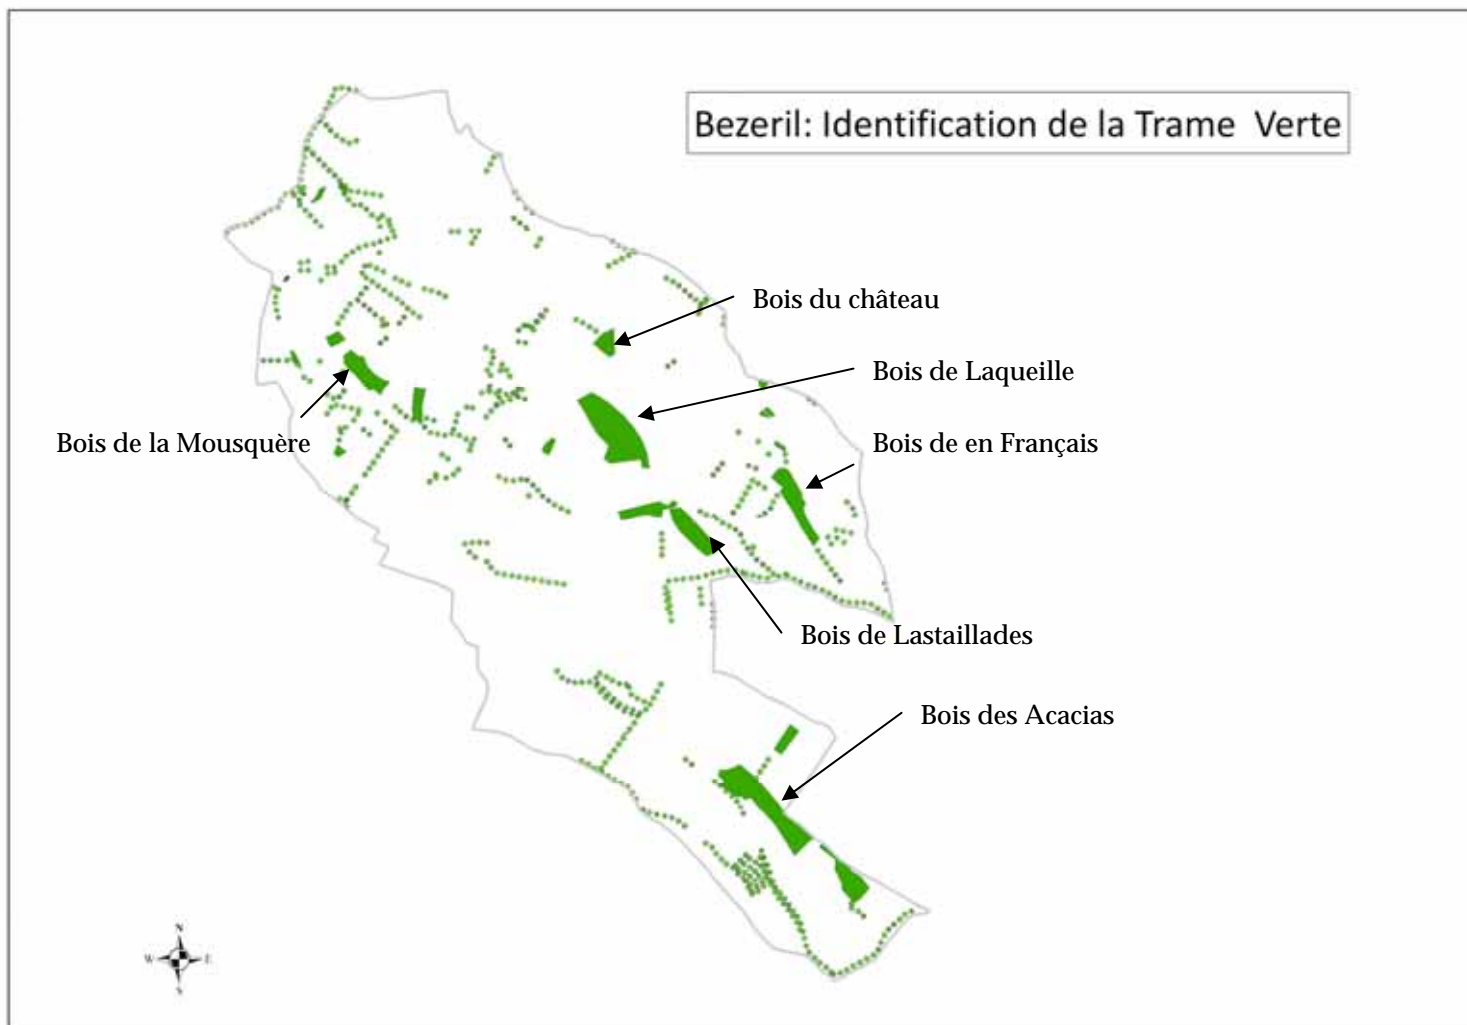 Bezeril: Identification de la Trame Verte
Bois du château
Bois de Laqueille
Bois de la Mousquère
Bois de en Français
Bois de Lastaillades
Bois des Acacias
N
W E
S